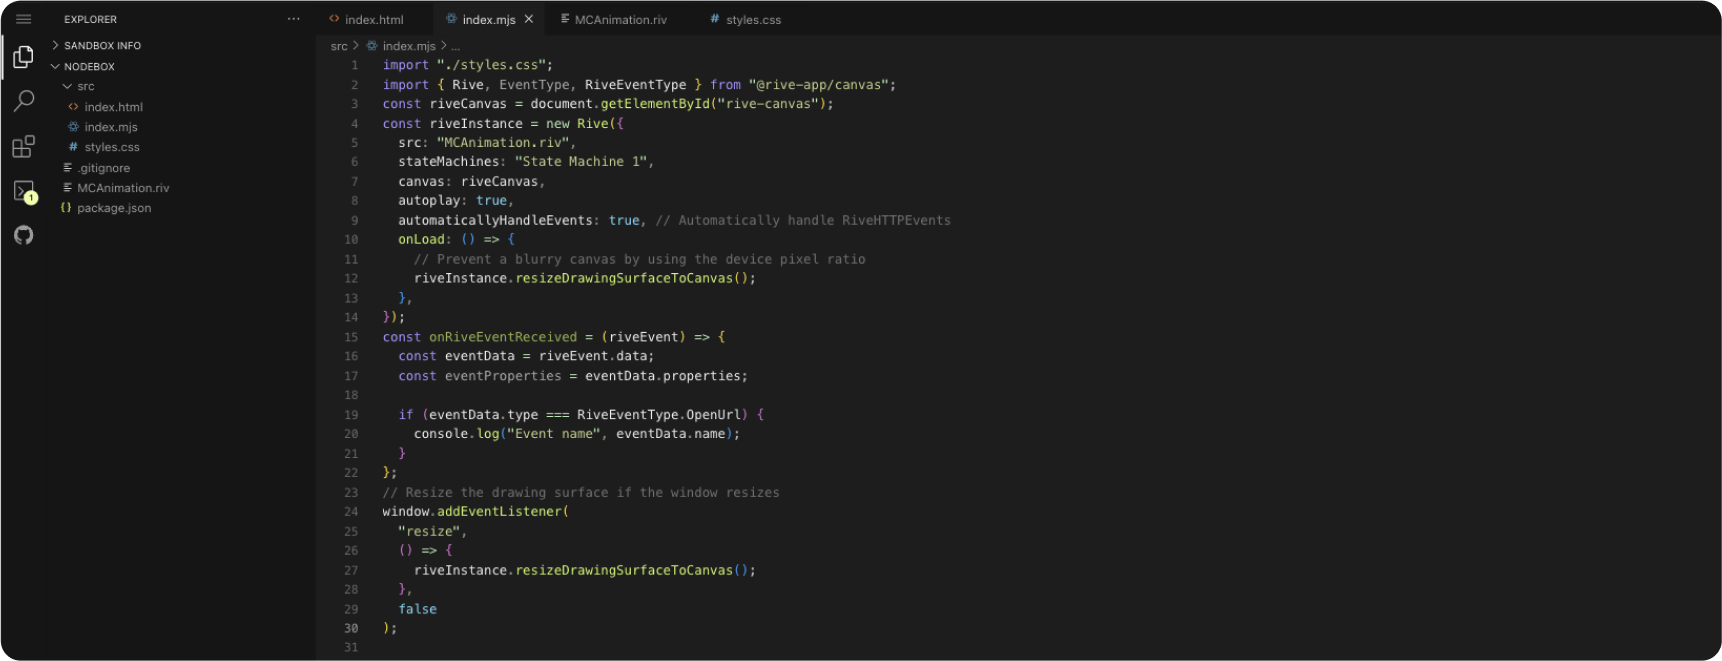 EXPLORER
...
SANDBOX INFO
NODEBOX
src
index.html
index.mjs
# styles.css
.gitignore
MCAnimation.riv
{} package.json
1
<> index.html
index.mjs ×
MCAnimation.riv
# styles.css
src > index.mjs > ...
1 import "./styles.css";
2 import { Rive, EventType, RiveEventType } from "@rive-app/canvas";
3 const riveCanvas = document.getElementById("rive-canvas");
4 const riveInstance = new Rive({
5   src: "MCAnimation.riv",
6   stateMachines: "State Machine 1",
7   canvas: riveCanvas,
8   autoplay: true,
9   automaticallyHandleEvents: true, // Automatically handle RiveHTTPEvents
10   onLoad: () => {
11     // Prevent a blurry canvas by using the device pixel ratio
12     riveInstance.resizeDrawingSurfaceToCanvas();
13   },
14 });
15 const onRiveEventReceived = (riveEvent) => {
16   const eventData = riveEvent.data;
17   const eventProperties = eventData.properties;
18
19   if (eventData.type === RiveEventType.OpenUrl) {
20     console.log("Event name", eventData.name);
21   }
22 };
23 // Resize the drawing surface if the window resizes
24 window.addEventListener(
25   "resize",
26   () => {
27     riveInstance.resizeDrawingSurfaceToCanvas();
28   },
29   false
30 );
31